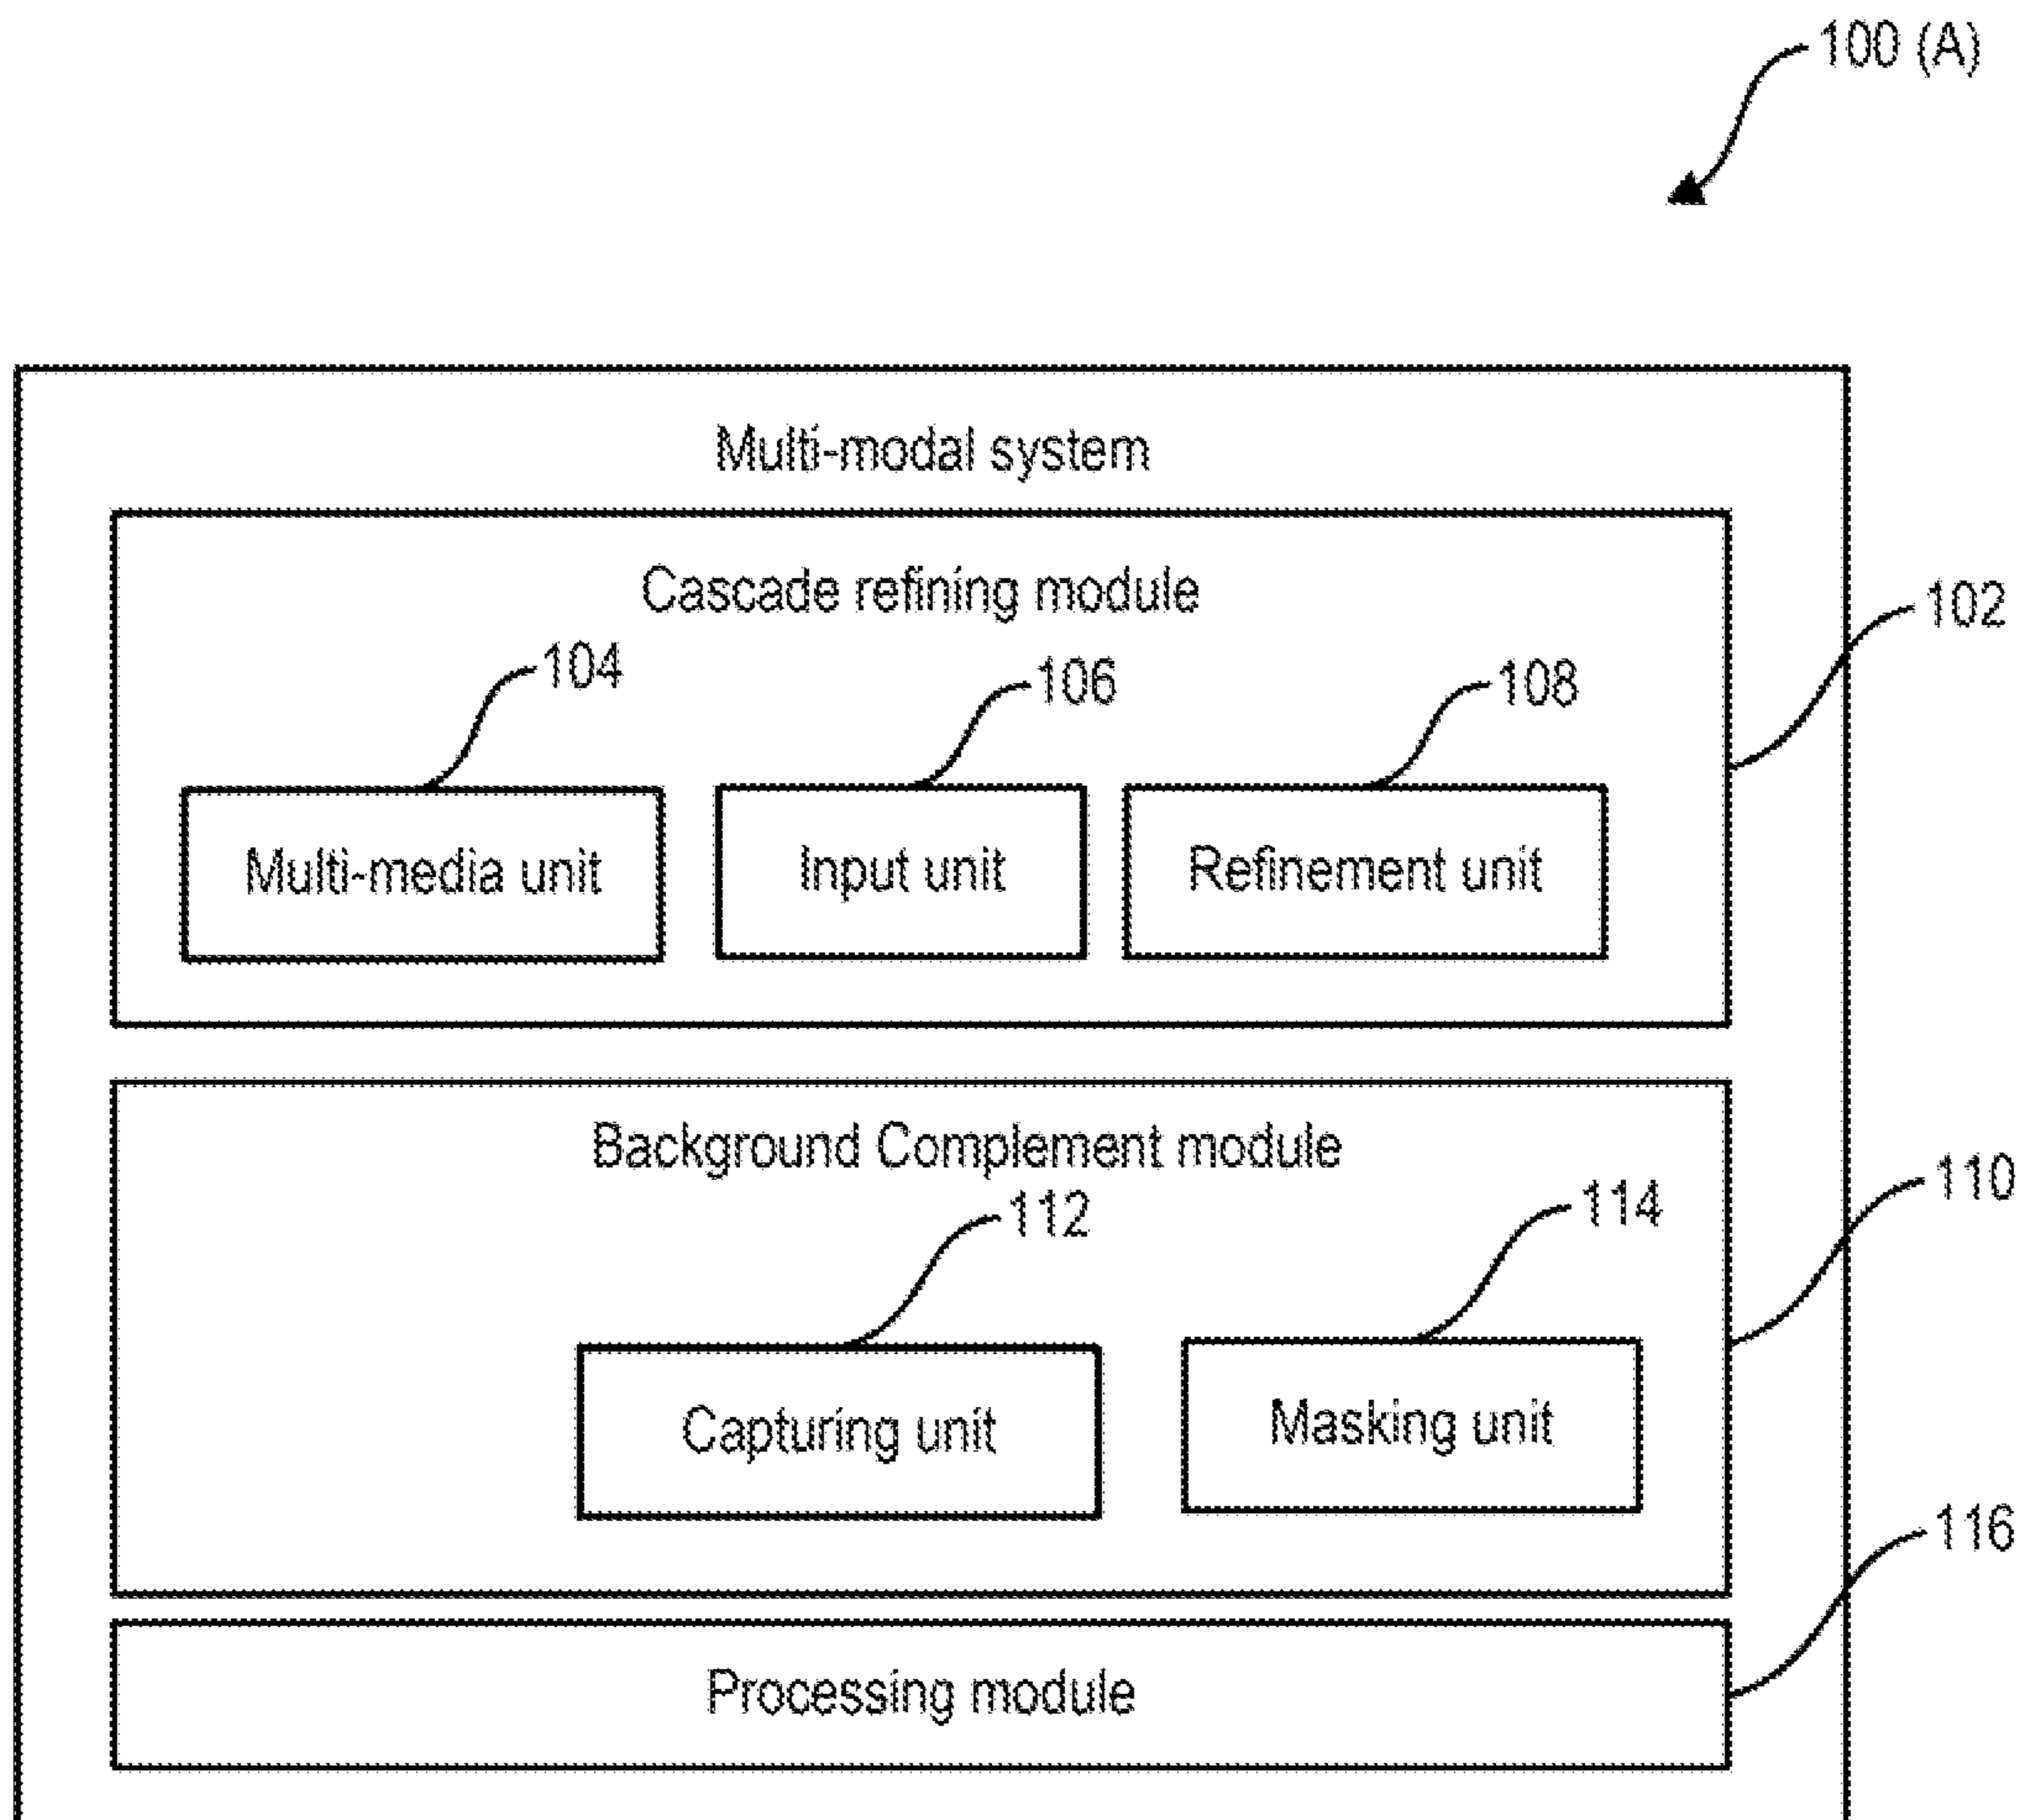 100 (A)
Multi-modal system
Cascade refining module
102
104
106
108
Multi-media unit
Input unit
Refinement unit
Background Complement module
110
112
114
Capturing unit
Masking unit
116
Processing module